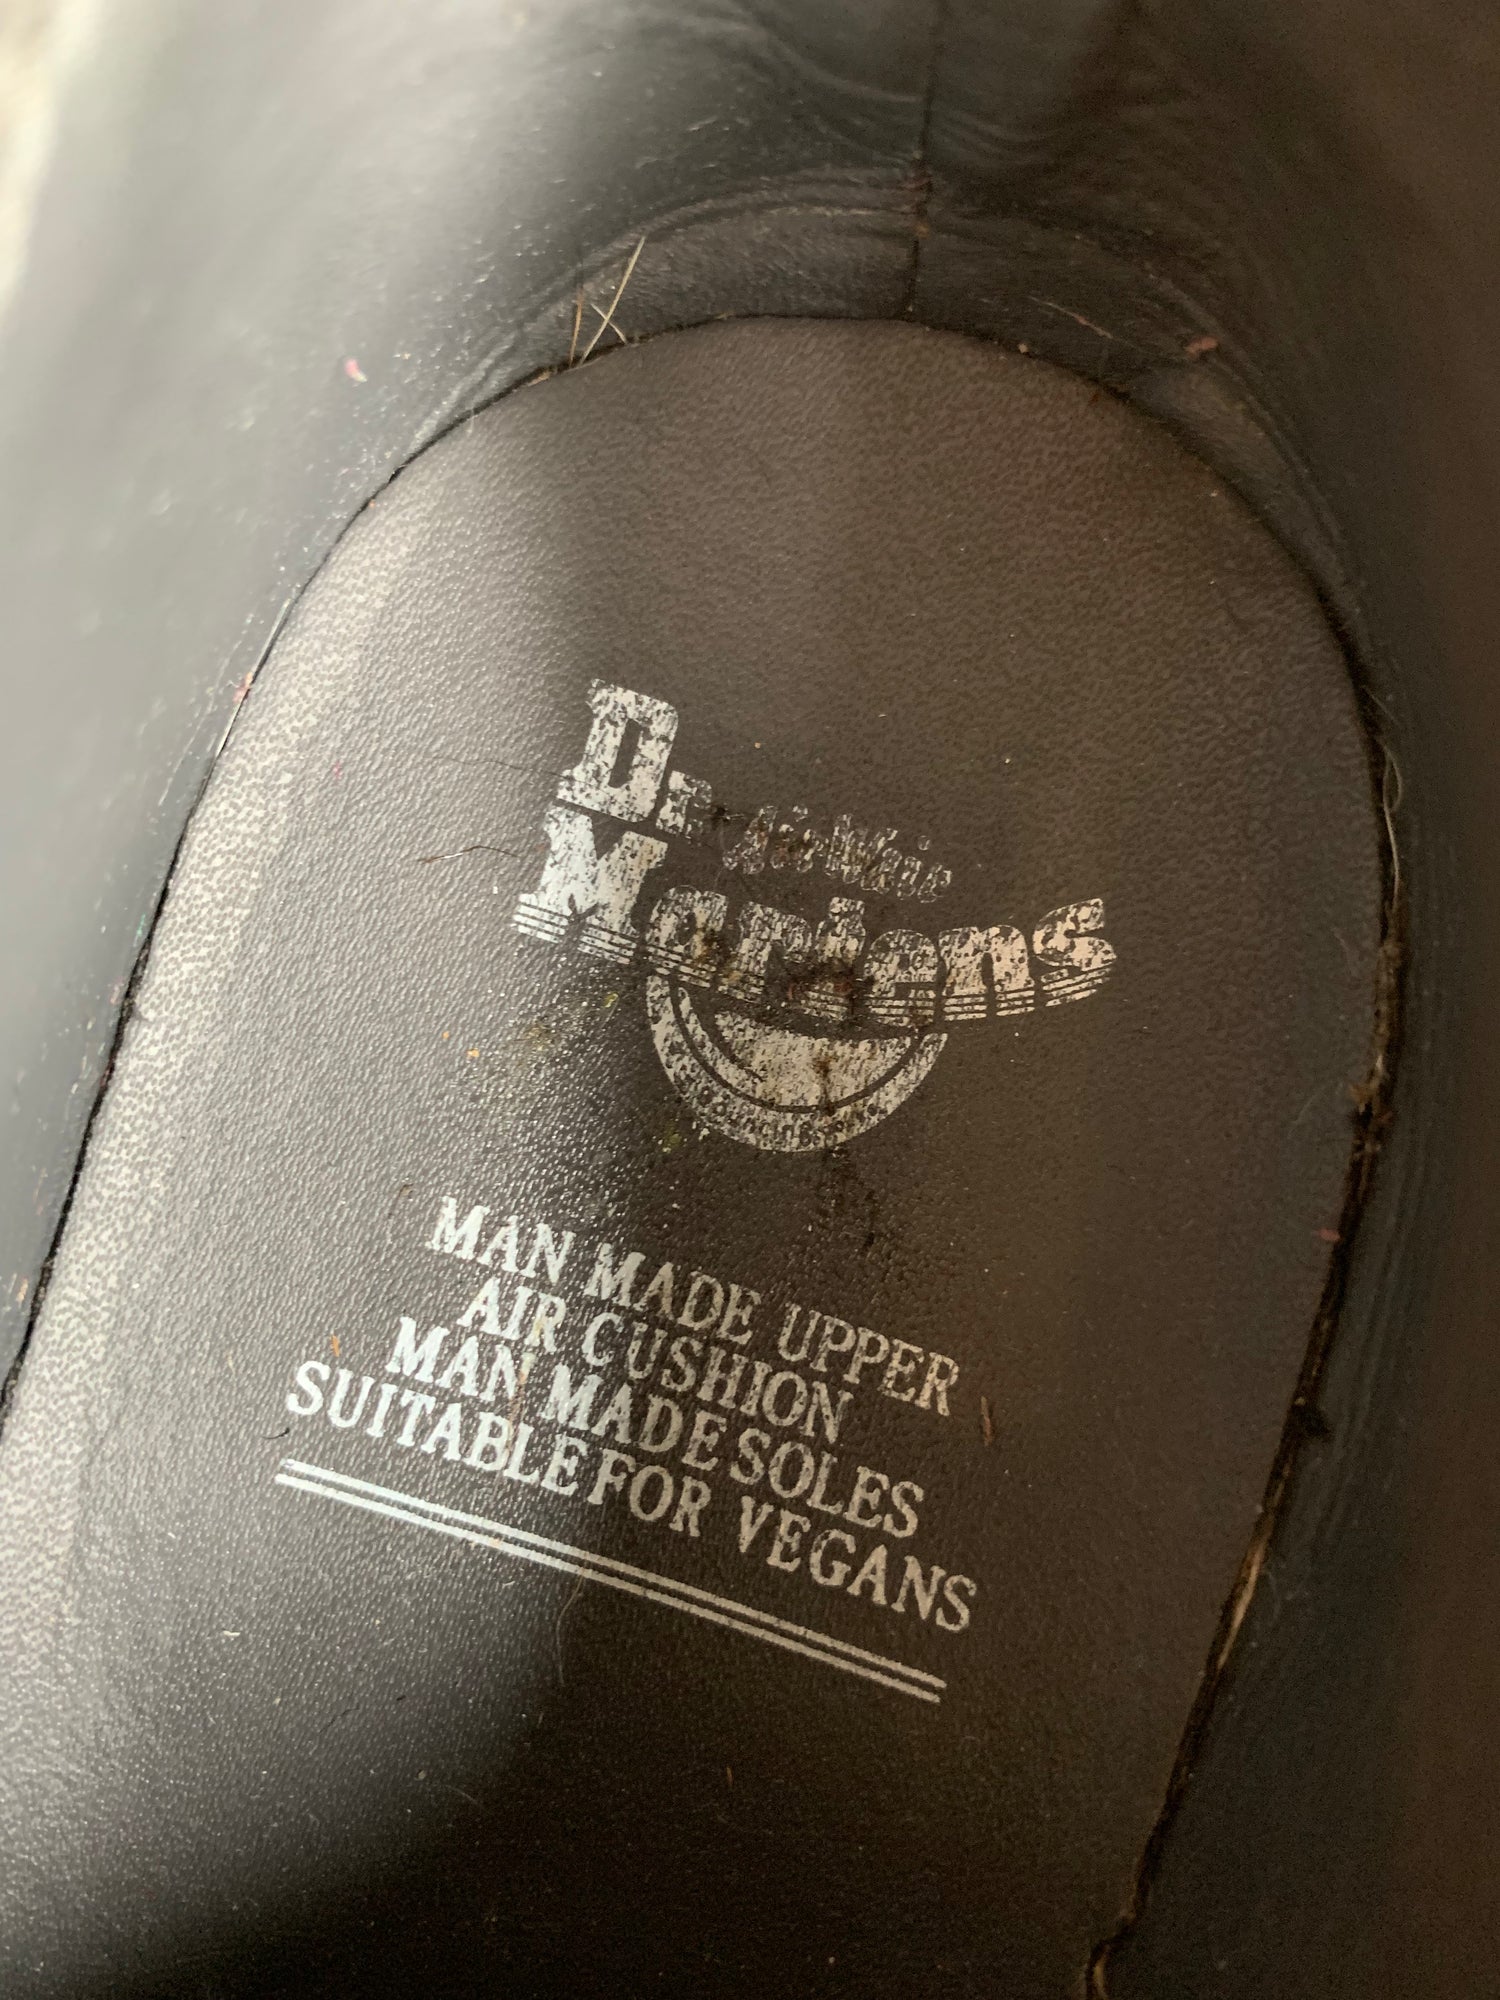 Dr.
Martens
MAN MADE UPPER
AIR CUSHION
MAN MADE SOLES
SUITABLE FOR VEGANS